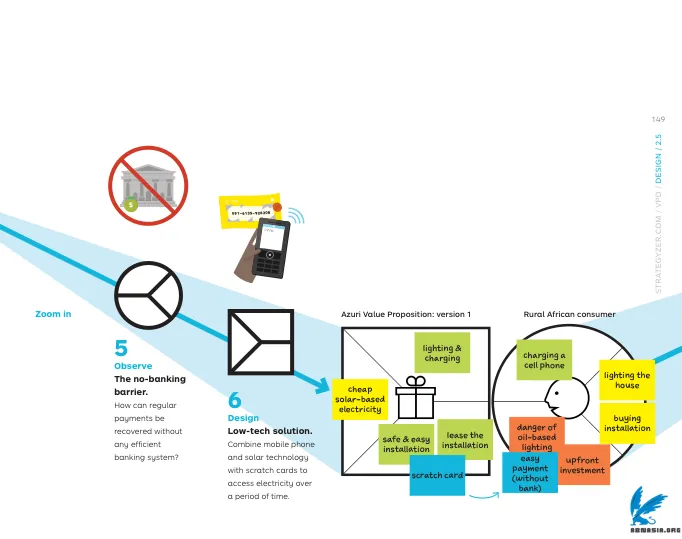 149
STRATEGYZER.COM / VPD / DESIGN / 2.5
Zoom in
5
Observe
The no-banking
barrier.
How can regular
payments be
recovered without
any efficient
banking system?
6
Design
Low-tech solution.
Combine mobile phone
and solar technology
with scratch cards to
access electricity over
a period of time.
Azuri Value Proposition: version 1
lighting &
charging
cheap
solar-based
electricity
safe & easy
installation
lease the
installation
scratch card
Rural African consumer
charging a
cell phone
lighting the
house
buying
installation
danger of
oil-based
lighting
upfront
investment
easy
payment
(without
bank)
$
ABNASIA.ORG